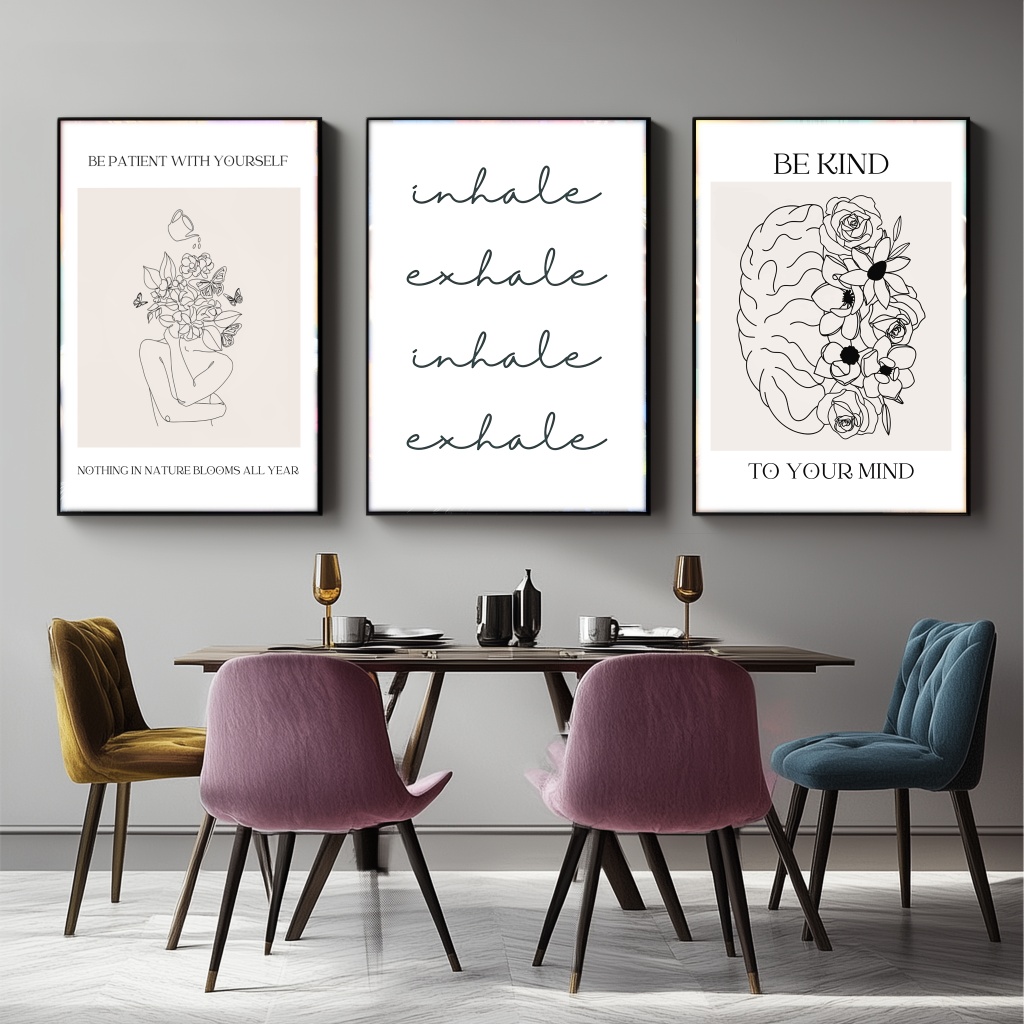 BE PATIENT WITH YOURSELF
NOTHING IN NATURE BLOOMS ALL YEAR
inhale
exhale
inhale
exhale
BE KIND
TO YOUR MIND